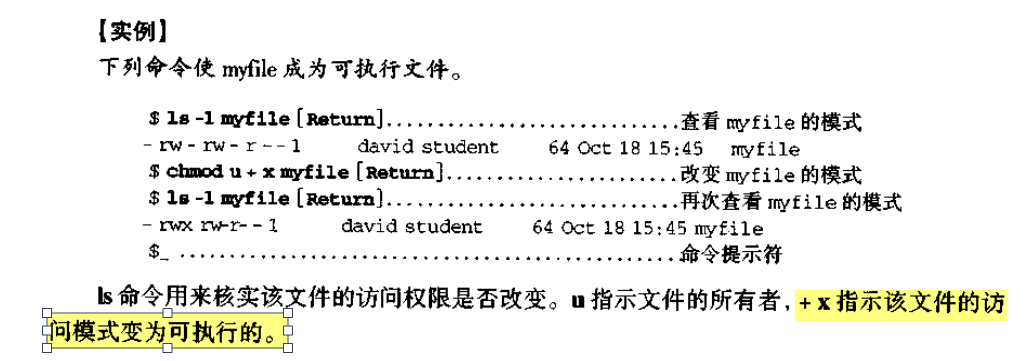 【实例】
下列命令使 myfile 成为可执行文件。
$ ls -l myfile [Return]..............................查看 myfile 的模式
- rw - rw - r - - 1 david student 64 Oct 18 15:45 myfile
$ chmod u + x myfile [Return].......................改变 myfile 的模式
$ ls -l myfile [Return]..............................再次查看 myfile 的模式
- rwx rw-r- - 1 david student 64 Oct 18 15:45 myfile
$_ ..................................................命令提示符
ls 命令用来核实该文件的访问权限是否改变。u 指示文件的所有者，+ x 指示该文件的访
问模式变为可执行的。